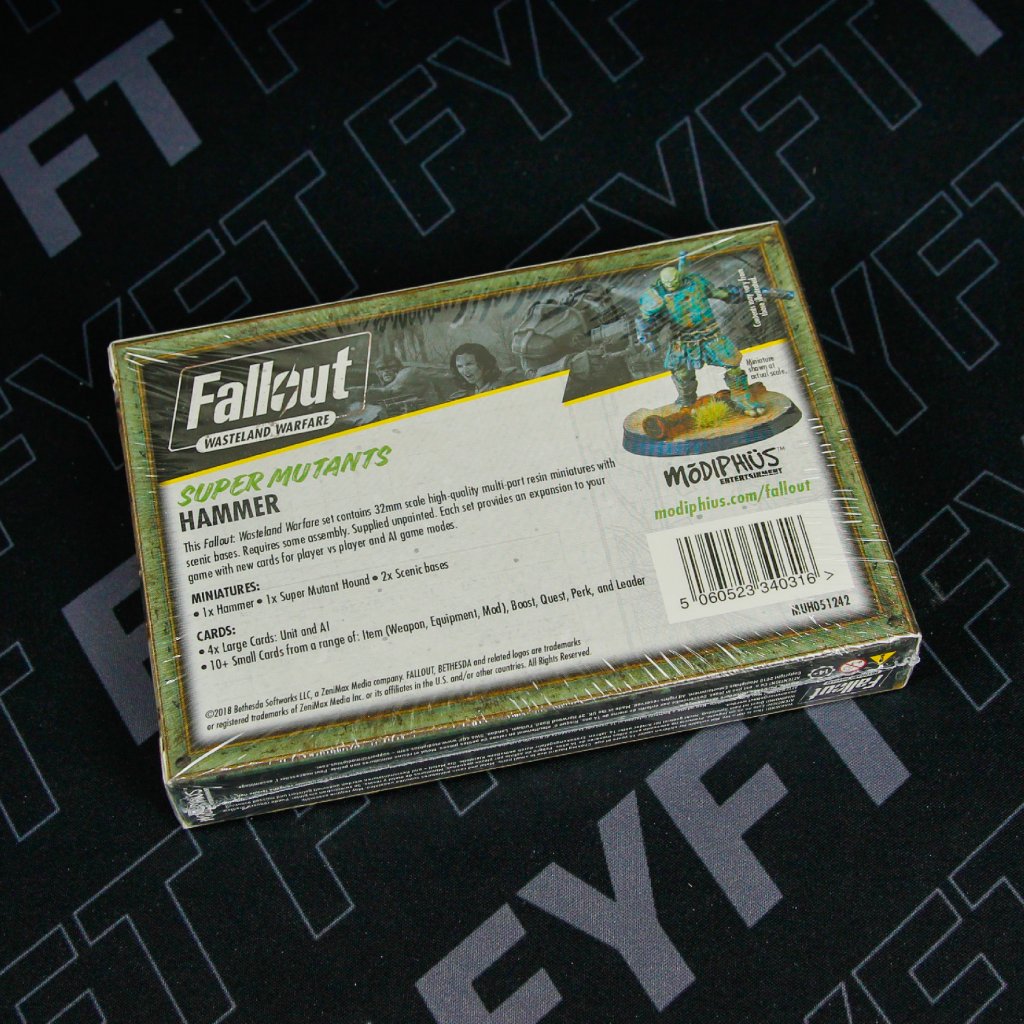 FYFT
FYFT
FYFT
Fallout
WASTELAND WARFARE
SUPER MUTANTS
HAMMER
This Fallout: Wasteland Warfare set contains 32mm scale high-quality multi-part resin miniatures with
scenic bases. Requires some assembly. Supplied unpainted. Each set provides an expansion to your
game with new cards for player vs player and AI game modes.
MINIATURES:
• 1x Hammer • 1x Super Mutant Hound • 2x Scenic bases
CARDS:
• 4x Large Cards: Unit and AI
• 10+ Small Cards from a range of: Item (Weapon, Equipment, Mod), Boost, Quest, Perk, and Leader
©2018 Bethesda Softworks LLC, a ZeniMax Media company. FALLOUT, BETHESDA and related logos are trademarks
or registered trademarks of ZeniMax Media Inc. or its affiliates in the U.S. and/or other countries. All Rights Reserved.
Miniature
shown at
actual scale.
MÖDIPHIÜS™
ENTERTAINMENT
modiphius.com/fallout
5 060523 340316 >
MUH051242
Fallout
FYFT